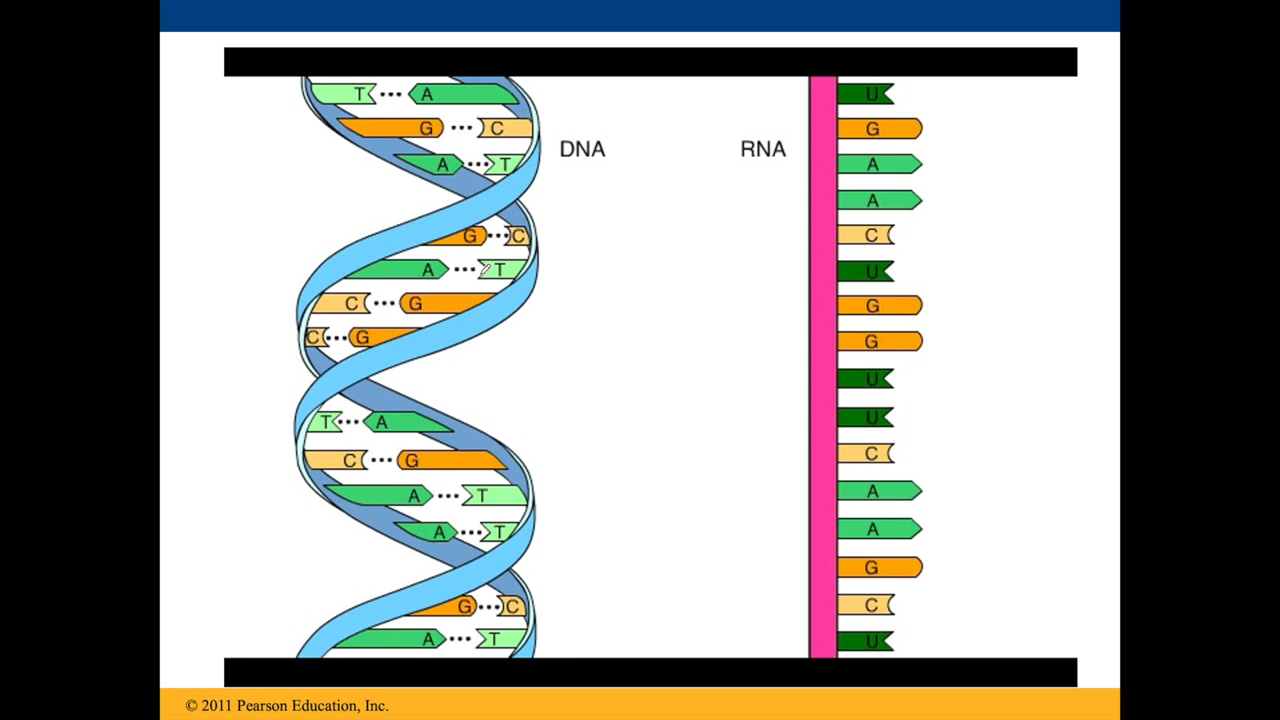 T A U
G C G
A T DNA RNA A
A
G C C
A T U
C G G
C G G
U
T A U
C G C
A T A
A T A
G
G C C
A T U
© 2011 Pearson Education, Inc.